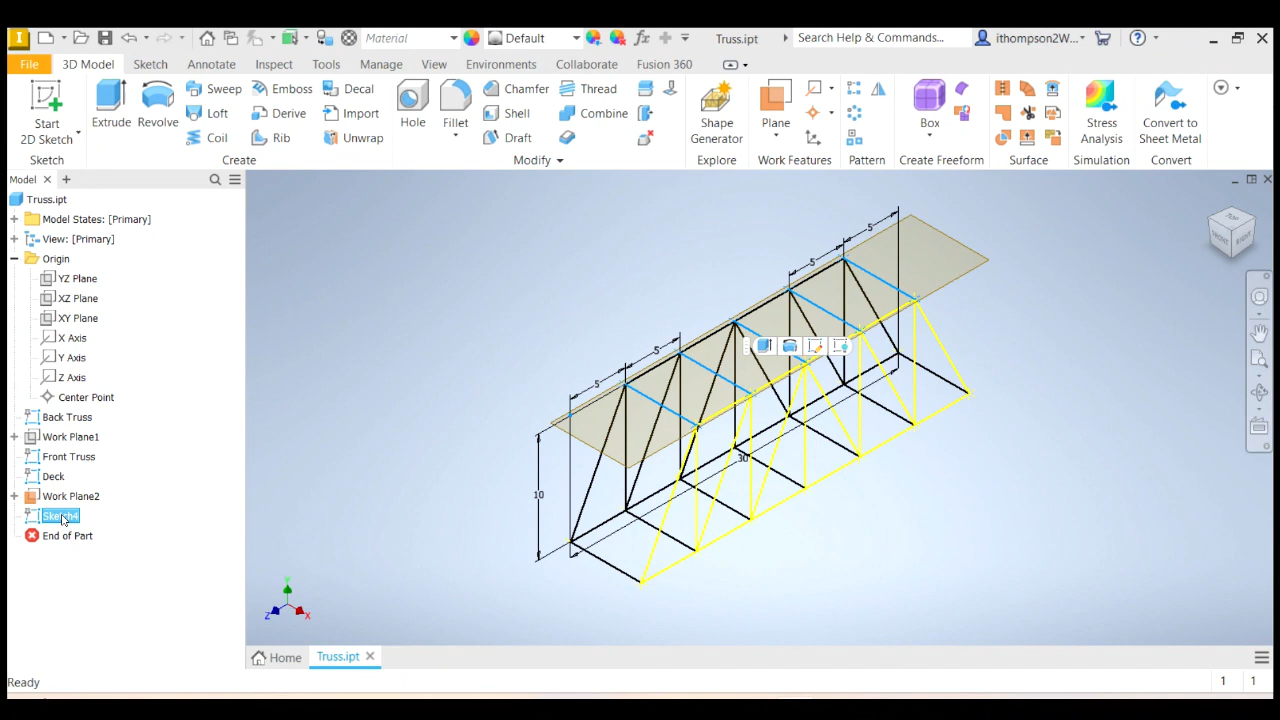 I Material Default fx Truss.ipt Search Help & Commands... ithompson2W...
File 3D Model Sketch Annotate Inspect Tools Manage View Environments Collaborate Fusion 360
Start 2D Sketch
Extrude
Revolve
Sweep
Loft
Coil
Emboss
Derive
Rib
Decal
Import
Unwrap
Hole
Fillet
Chamfer
Shell
Draft
Thread
Combine
Shape Generator
Plane
Box
Stress Analysis
Convert to Sheet Metal
Sketch Create Modify Explore Work Features Pattern Create Freeform Surface Simulation Convert
Model
Truss.ipt
Model States: [Primary]
View: [Primary]
Origin
YZ Plane
XZ Plane
XY Plane
X Axis
Y Axis
Z Axis
Center Point
Back Truss
Work Plane1
Front Truss
Deck
Work Plane2
Sketch4
End of Part
5
5
5
5
30
10
TOP
FRONT
RIGHT
Y
Z
X
Home Truss.ipt
Ready 1 1